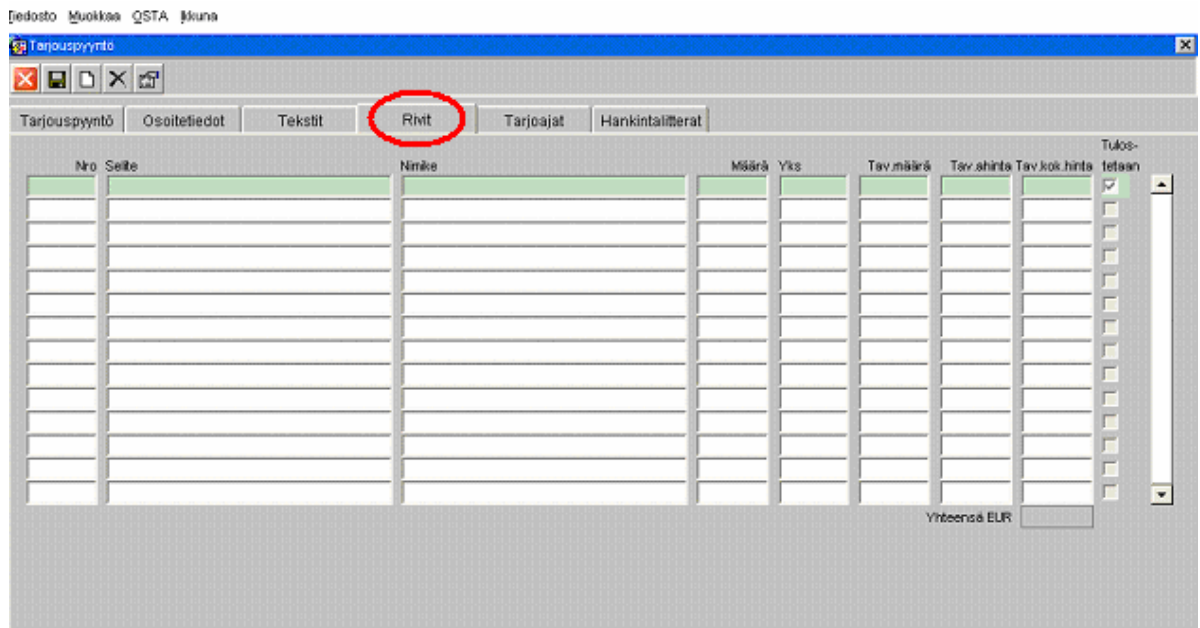 Tiedosto Muokkaa OSTA Ikkuna
Tarjouspyyntö
Tarjouspyyntö Osoitetiedot Tekstit Rivit Tarjoajat Hankintalitterat
Tulos-
Nro Selite Nimike Määrä Yks Tav.määrä Tav.ahinta Tav.kok.hinta tetaan
Yhteensä EUR